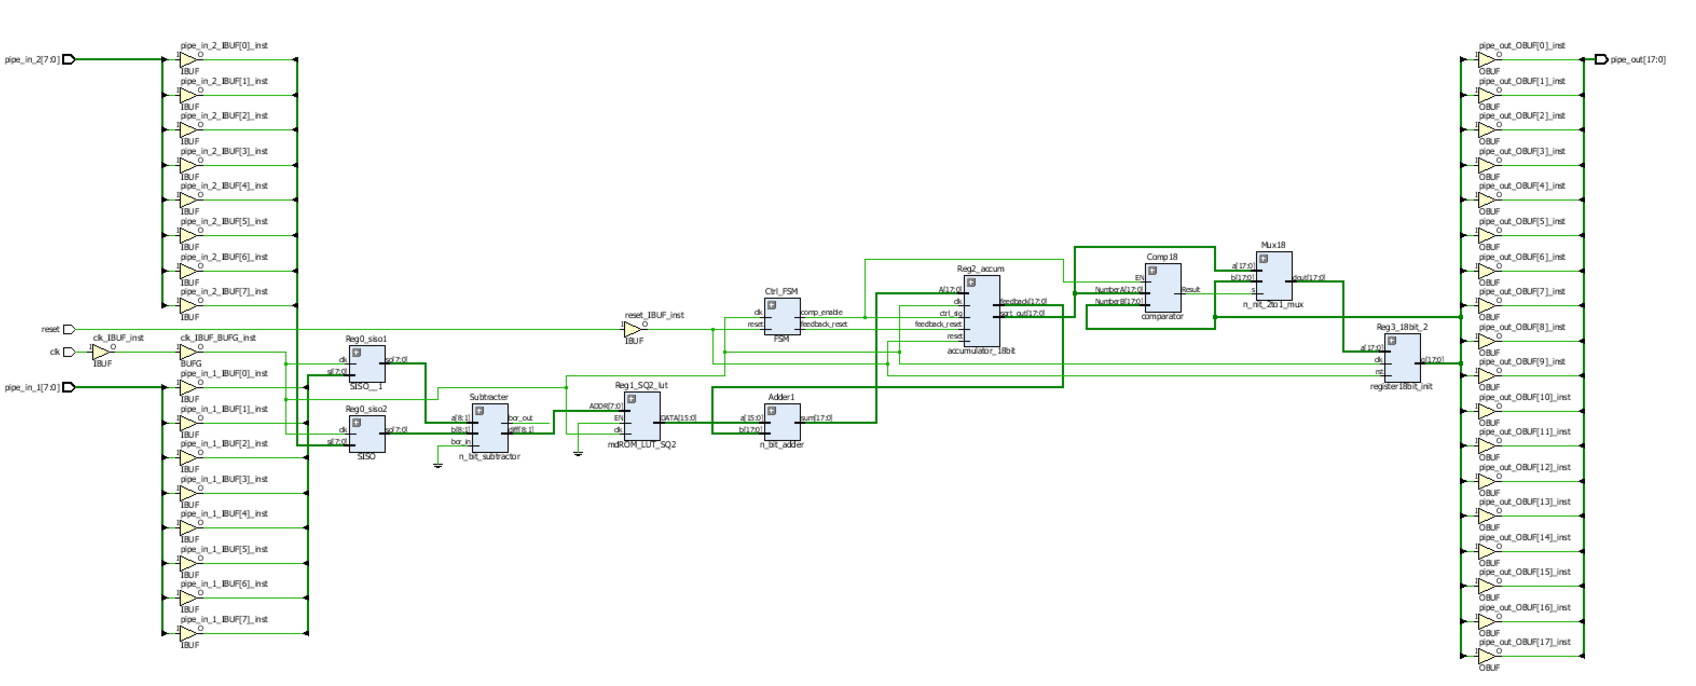 pipe_in_2[7:0]
pipe_in_2_IBUF[0]_inst
I
O
IBUF
pipe_in_2_IBUF[1]_inst
I
O
IBUF
pipe_in_2_IBUF[2]_inst
I
O
IBUF
pipe_in_2_IBUF[3]_inst
I
O
IBUF
pipe_in_2_IBUF[4]_inst
I
O
IBUF
pipe_in_2_IBUF[5]_inst
I
O
IBUF
pipe_in_2_IBUF[6]_inst
I
O
IBUF
pipe_in_2_IBUF[7]_inst
I
O
IBUF
reset
clk
clk_IBUF_inst
I
O
IBUF
clk_IBUF_BUFG_inst
I
O
BUFG
pipe_in_1[7:0]
pipe_in_1_IBUF[0]_inst
I
O
IBUF
pipe_in_1_IBUF[1]_inst
I
O
IBUF
pipe_in_1_IBUF[2]_inst
I
O
IBUF
pipe_in_1_IBUF[3]_inst
I
O
IBUF
pipe_in_1_IBUF[4]_inst
I
O
IBUF
pipe_in_1_IBUF[5]_inst
I
O
IBUF
pipe_in_1_IBUF[6]_inst
I
O
IBUF
pipe_in_1_IBUF[7]_inst
I
O
IBUF
Reg0_siso1
clk
si[7:0]
so[7:0]
SISO__1
Reg0_siso2
clk
si[7:0]
so[7:0]
SISO
Subtracter
a[8:1]
b[8:1]
bor_in
bor_out
diff[8:1]
n_bit_subtractor
reset_IBUF_inst
I
O
IBUF
Reg1_SQ2_lut
ADDR[7:0]
EN
clk
DATA[15:0]
mdROM_LUT_SQ2
Ctrl_FSM
clk
reset
comp_enable
feedback_reset
FSM
Adder1
a[15:0]
b[17:0]
sum[17:0]
n_bit_adder
Reg2_accum
A[17:0]
clk
ctrl_sig
feedback_reset
reset
feedback[17:0]
sqrt_out[17:0]
accumulator_18bit
Comp18
EN
NumberA[17:0]
NumberB[17:0]
Result
comparator
Mux18
a[17:0]
b[17:0]
s
dout[17:0]
n_nit_2to1_mux
Reg3_18bit_2
a[17:0]
clk
rst
q[17:0]
register18bit_init
pipe_out_OBUF[0]_inst
I
O
OBUF
pipe_out_OBUF[1]_inst
I
O
OBUF
pipe_out_OBUF[2]_inst
I
O
OBUF
pipe_out_OBUF[3]_inst
I
O
OBUF
pipe_out_OBUF[4]_inst
I
O
OBUF
pipe_out_OBUF[5]_inst
I
O
OBUF
pipe_out_OBUF[6]_inst
I
O
OBUF
pipe_out_OBUF[7]_inst
I
O
OBUF
pipe_out_OBUF[8]_inst
I
O
OBUF
pipe_out_OBUF[9]_inst
I
O
OBUF
pipe_out_OBUF[10]_inst
I
O
OBUF
pipe_out_OBUF[11]_inst
I
O
OBUF
pipe_out_OBUF[12]_inst
I
O
OBUF
pipe_out_OBUF[13]_inst
I
O
OBUF
pipe_out_OBUF[14]_inst
I
O
OBUF
pipe_out_OBUF[15]_inst
I
O
OBUF
pipe_out_OBUF[16]_inst
I
O
OBUF
pipe_out_OBUF[17]_inst
I
O
OBUF
pipe_out[17:0]